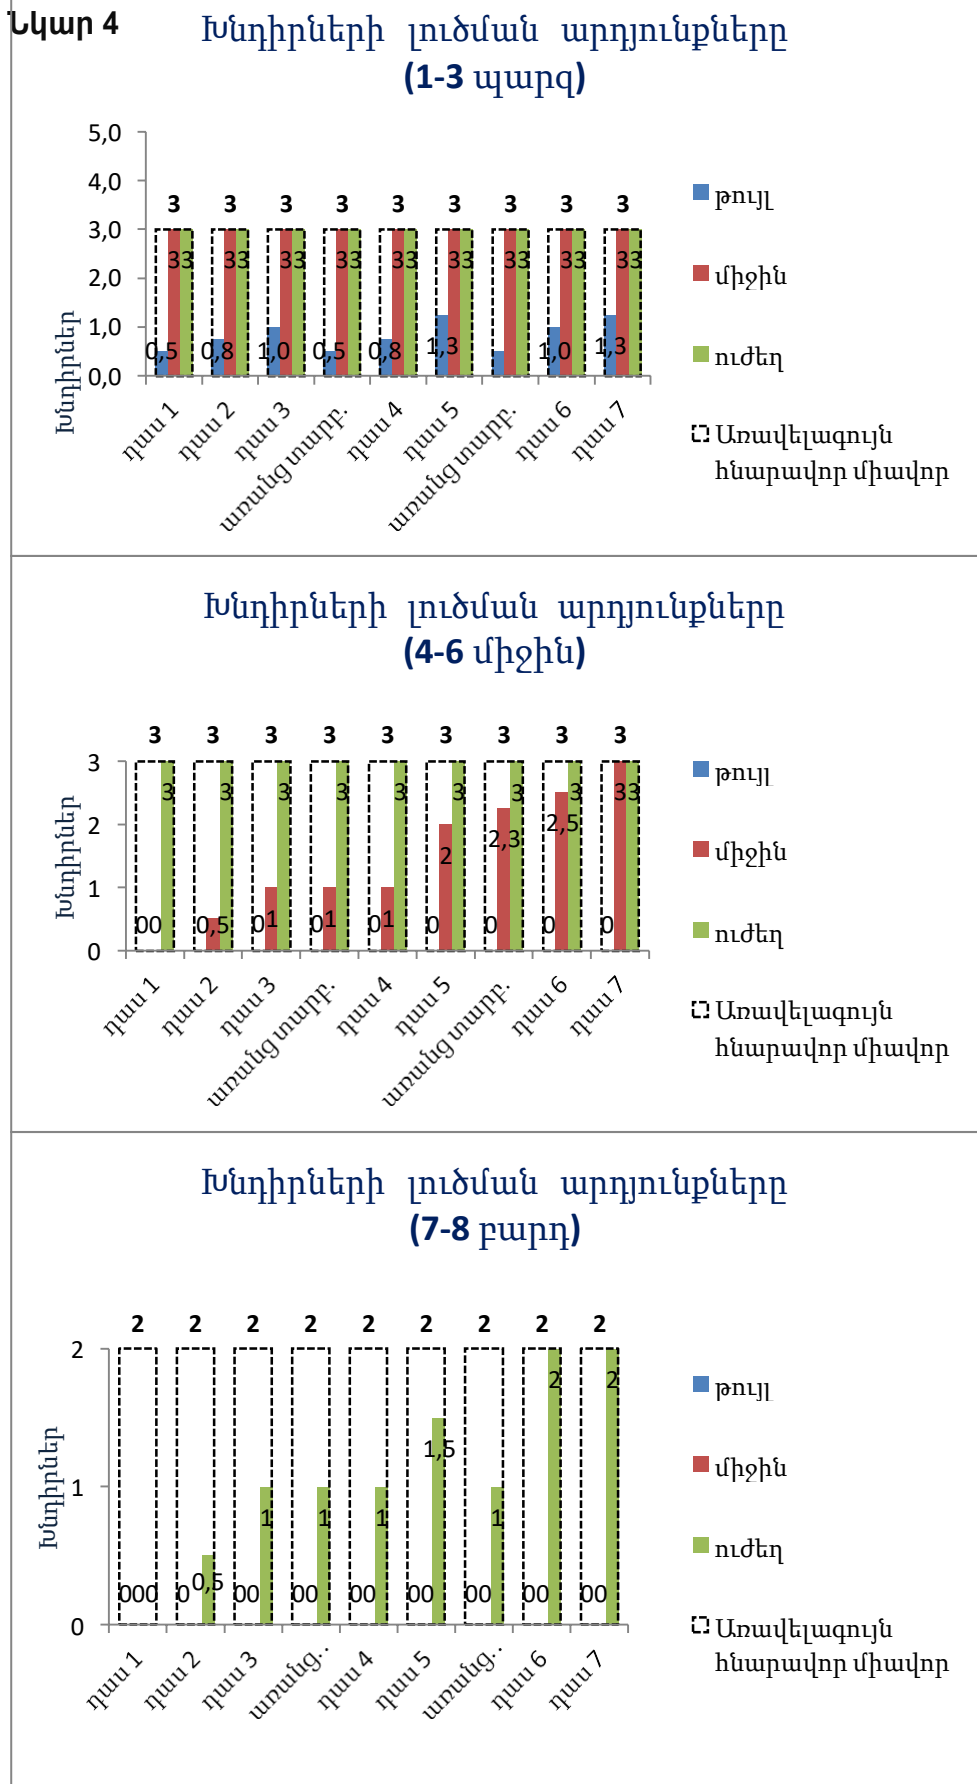 Նկար 4
Խնդիրների լուծման արդյունքները
(1-3 պարզ)
5,0
4,0
3,0
2,0
1,0
0,0
Խնդիրներ
3 3 3 3 3 3 3 3 3
33 33 33 33 33 33 33 33 33
0,5 0,8 1,0 0,5 0,8 1,3 1,0 1,3
դաս 1
դաս 2
դաս 3
առանց տարբ.
դաս 4
դաս 5
առանց տարբ.
դաս 6
դաս 7
թույլ
միջին
ուժեղ
Առավելագույն
հնարավոր միավոր
Խնդիրների լուծման արդյունքները
(4-6 միջին)
3
2
1
0
Խնդիրներ
3 3 3 3 3 3 3 3 3
3 3 3 3 3 3 3 3 33
2 2,3 2,5
00 0,5 01 01 01 0 0 0 0
դաս 1
դաս 2
դաս 3
առանց տարբ.
դաս 4
դաս 5
առանց տարբ.
դաս 6
դաս 7
թույլ
միջին
ուժեղ
Առավելագույն
հնարավոր միավոր
Խնդիրների լուծման արդյունքները
(7-8 բարդ)
2
1
0
Խնդիրներ
2 2 2 2 2 2 2 2 2
2 2
1,5
1 1 1 1
000 0 0,5 00 00 00 00 00 00 00
դաս 1
դաս 2
դաս 3
առանց..
դաս 4
դաս 5
առանց..
դաս 6
դաս 7
թույլ
միջին
ուժեղ
Առավելագույն
հնարավոր միավոր